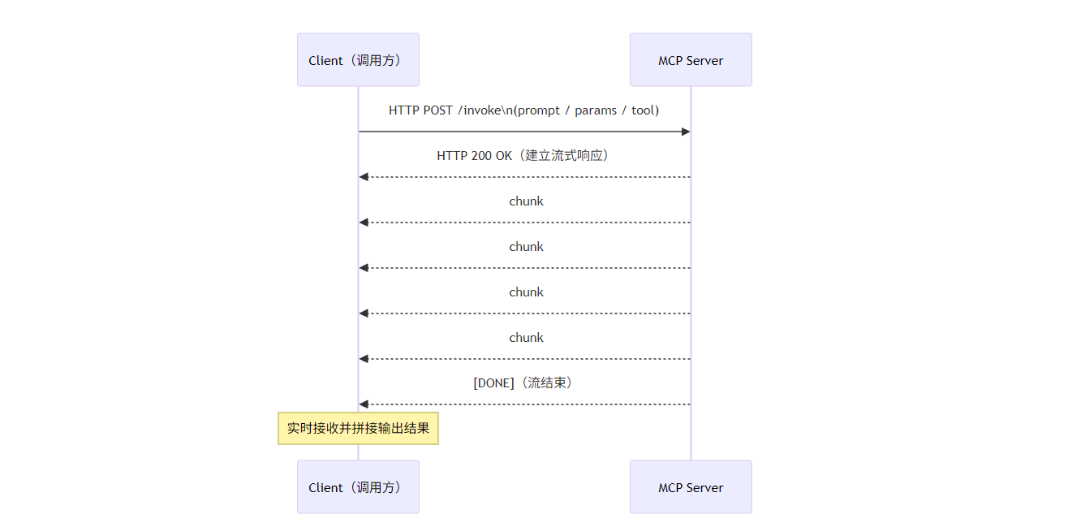 Client（调用方）
MCP Server
HTTP POST /invoke\n(prompt / params / tool)
HTTP 200 OK（建立流式响应）
chunk
chunk
chunk
chunk
[DONE]（流结束）
实时接收并拼接输出结果
Client（调用方）
MCP Server